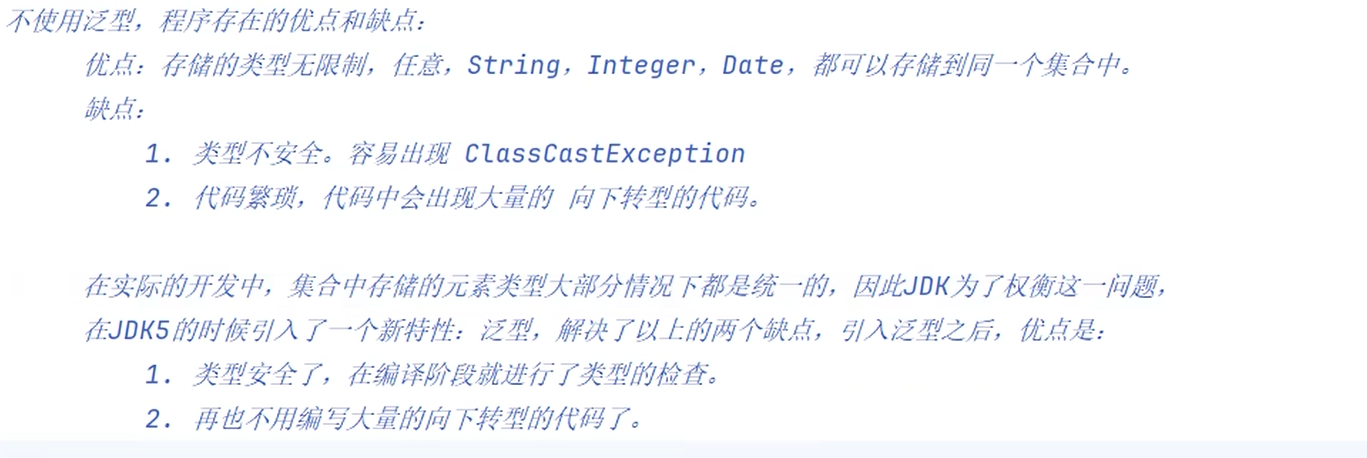 不使用泛型，程序存在的优点和缺点：
优点：存储的类型无限制，任意，String，Integer，Date，都可以存储到同一个集合中。
缺点：
1. 类型不安全。容易出现 ClassCastException
2. 代码繁琐，代码中会出现大量的 向下转型的代码。
在实际的开发中，集合中存储的元素类型大部分情况下都是统一的，因此JDK为了权衡这一问题，
在JDK5的时候引入了一个新特性：泛型，解决了以上的两个缺点，引入泛型之后，优点是：
1. 类型安全了，在编译阶段就进行了类型的检查。
2. 再也不用编写大量的向下转型的代码了。